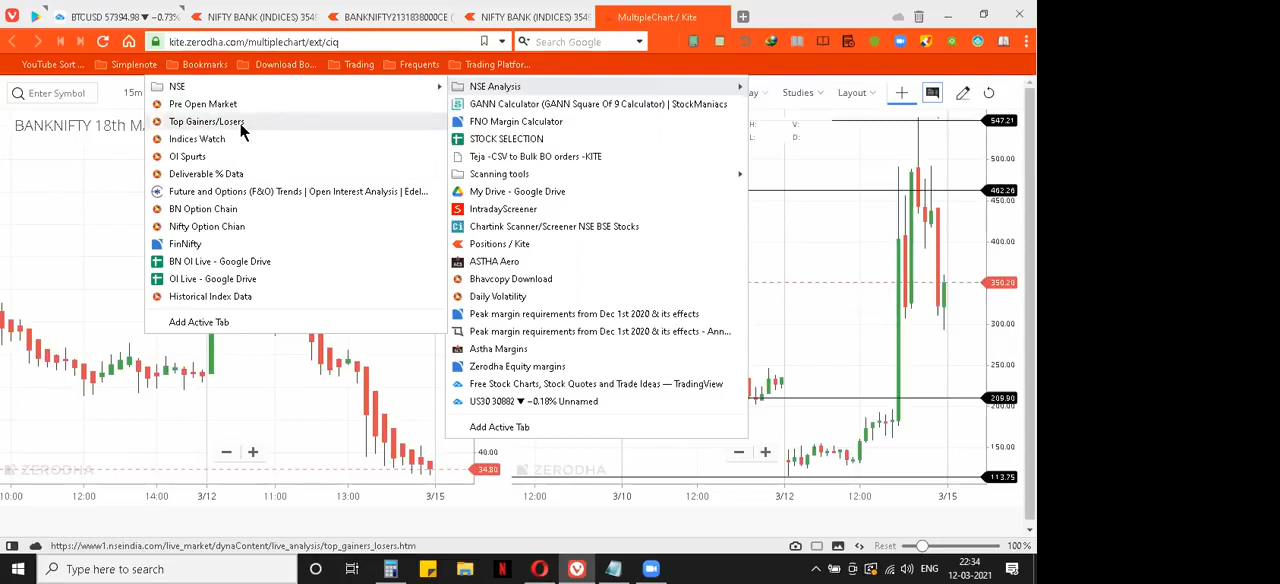 BTCUSD 57394.98 ▼ −0.73%
NIFTY BANK (INDICES) 354
BANKNIFTY2131838000CE (
NIFTY BANK (INDICES) 354
MultipleChart / Kite
kite.zerodha.com/multiplechart/ext/ciq
Search Google
YouTube Sort ...
Simplenote
Bookmarks
Download Bo...
Trading
Frequents
Trading Platfor...
Enter Symbol
15m
Studies
Layout
BANKNIFTY 18th M
NSE
Pre Open Market
Top Gainers/Losers
Indices Watch
OI Spurts
Deliverable % Data
Future and Options (F&O) Trends | Open Interest Analysis | Edel...
BN Option Chain
Nifty Option Chian
FinNifty
BN OI Live - Google Drive
OI Live - Google Drive
Historical Index Data
Add Active Tab
NSE Analysis
GANN Calculator (GANN Square Of 9 Calculator) | StockManiacs
FNO Margin Calculator
STOCK SELECTION
Teja -CSV to Bulk BO orders -KITE
Scanning tools
My Drive - Google Drive
IntradayScreener
Chartink Scanner/Screener NSE BSE Stocks
Positions / Kite
ASTHA Aero
Bhavcopy Download
Daily Volatility
Peak margin requirements from Dec 1st 2020 & its effects
Peak margin requirements from Dec 1st 2020 & its effects - Ann...
Astha Margins
Zerodha Equity margins
Free Stock Charts, Stock Quotes and Trade Ideas — TradingView
US30 30882 ▼ −0.18% Unnamed
Add Active Tab
H: V:
L: D:
547.21
500.00
462.26
450.00
400.00
350.20
300.00
209.90
200.00
150.00
113.75
40.00
34.80
ZERODHA
ZERODHA
10:00
12:00
14:00
3/12
11:00
13:00
3/15
12:00
3/10
12:00
3/12
12:00
3/15
https://www1.nseindia.com/live_market/dynaContent/live_analysis/top_gainers_losers.htm
Reset
100 %
Type here to search
ENG
22:34
12-03-2021